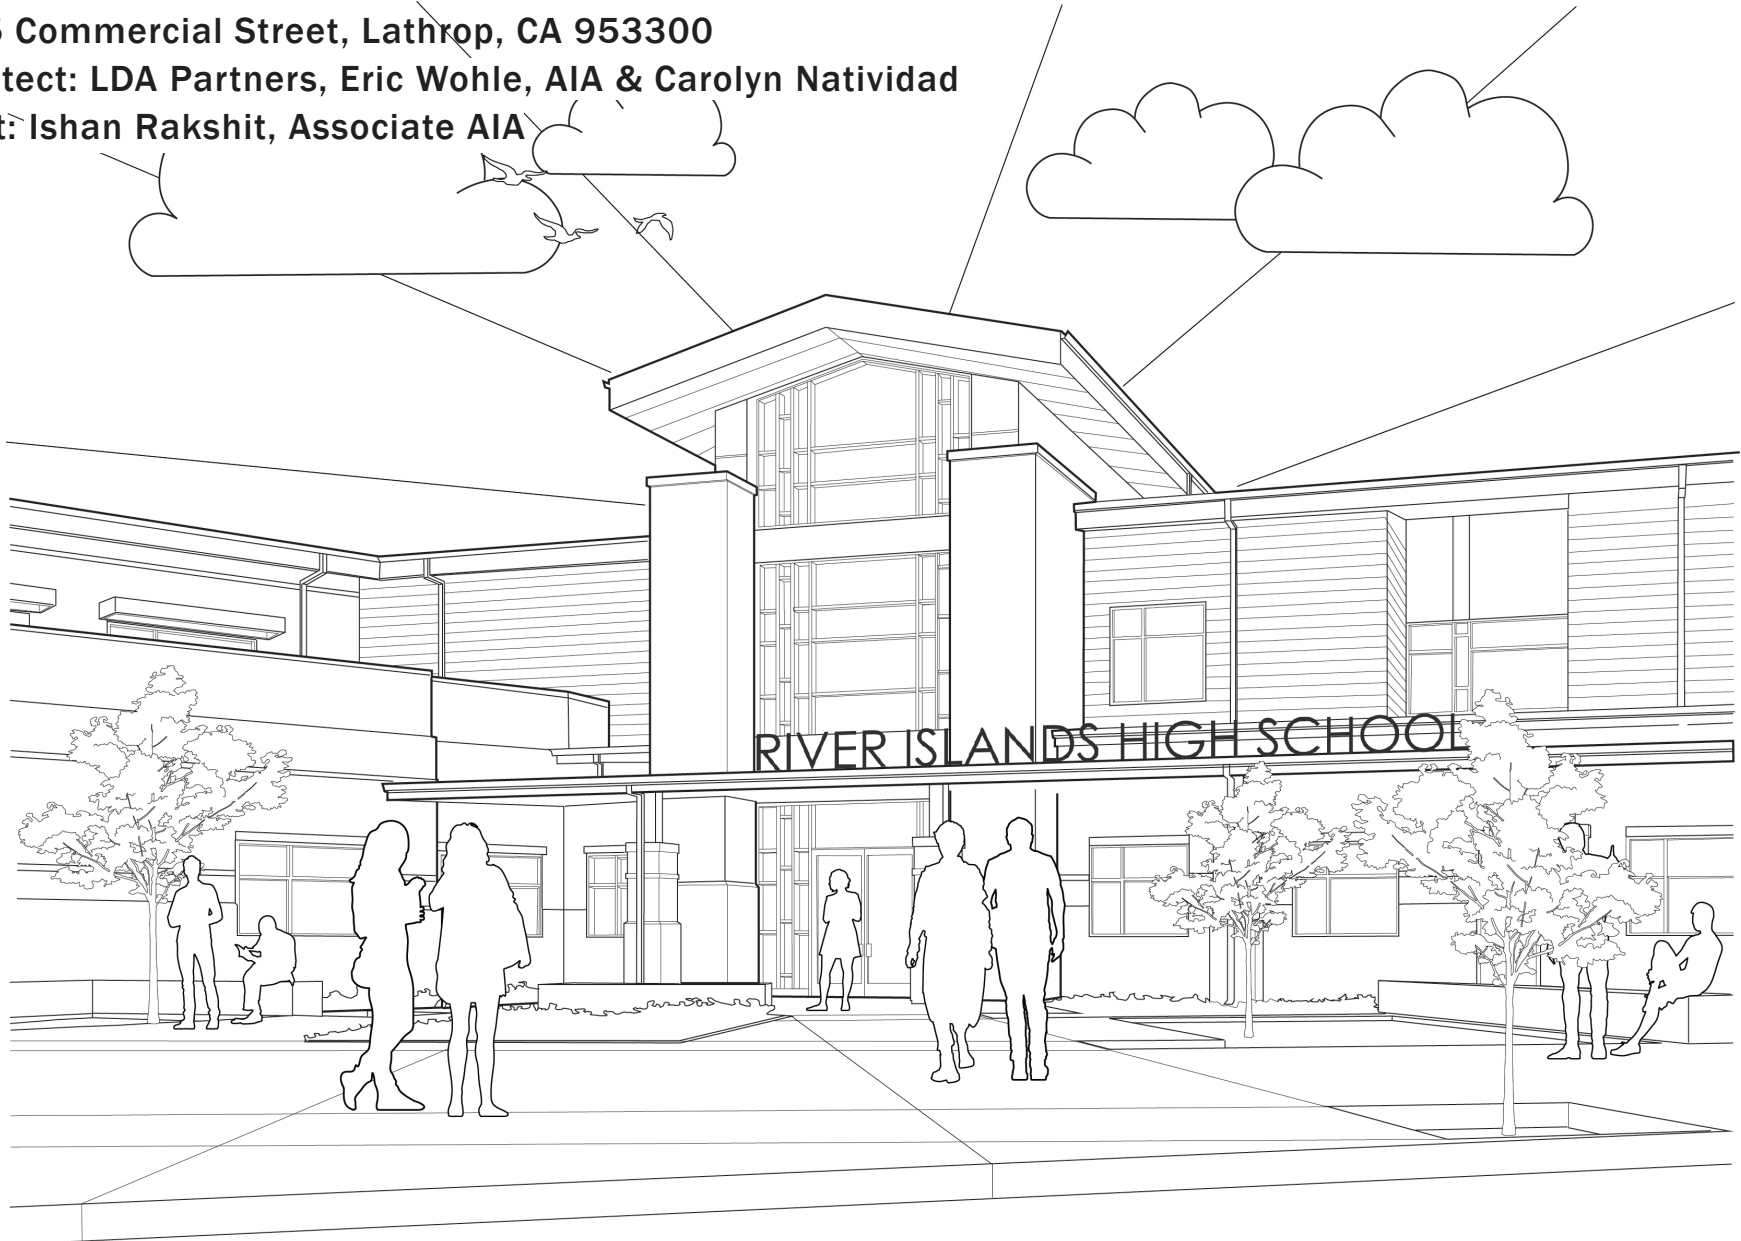 Commercial Street, Lathrop, CA 953300
tect: LDA Partners, Eric Wohle, AIA & Carolyn Natividad
t: Ishan Rakshit, Associate AIA
RIVER ISLANDS HIGH SCHOOL